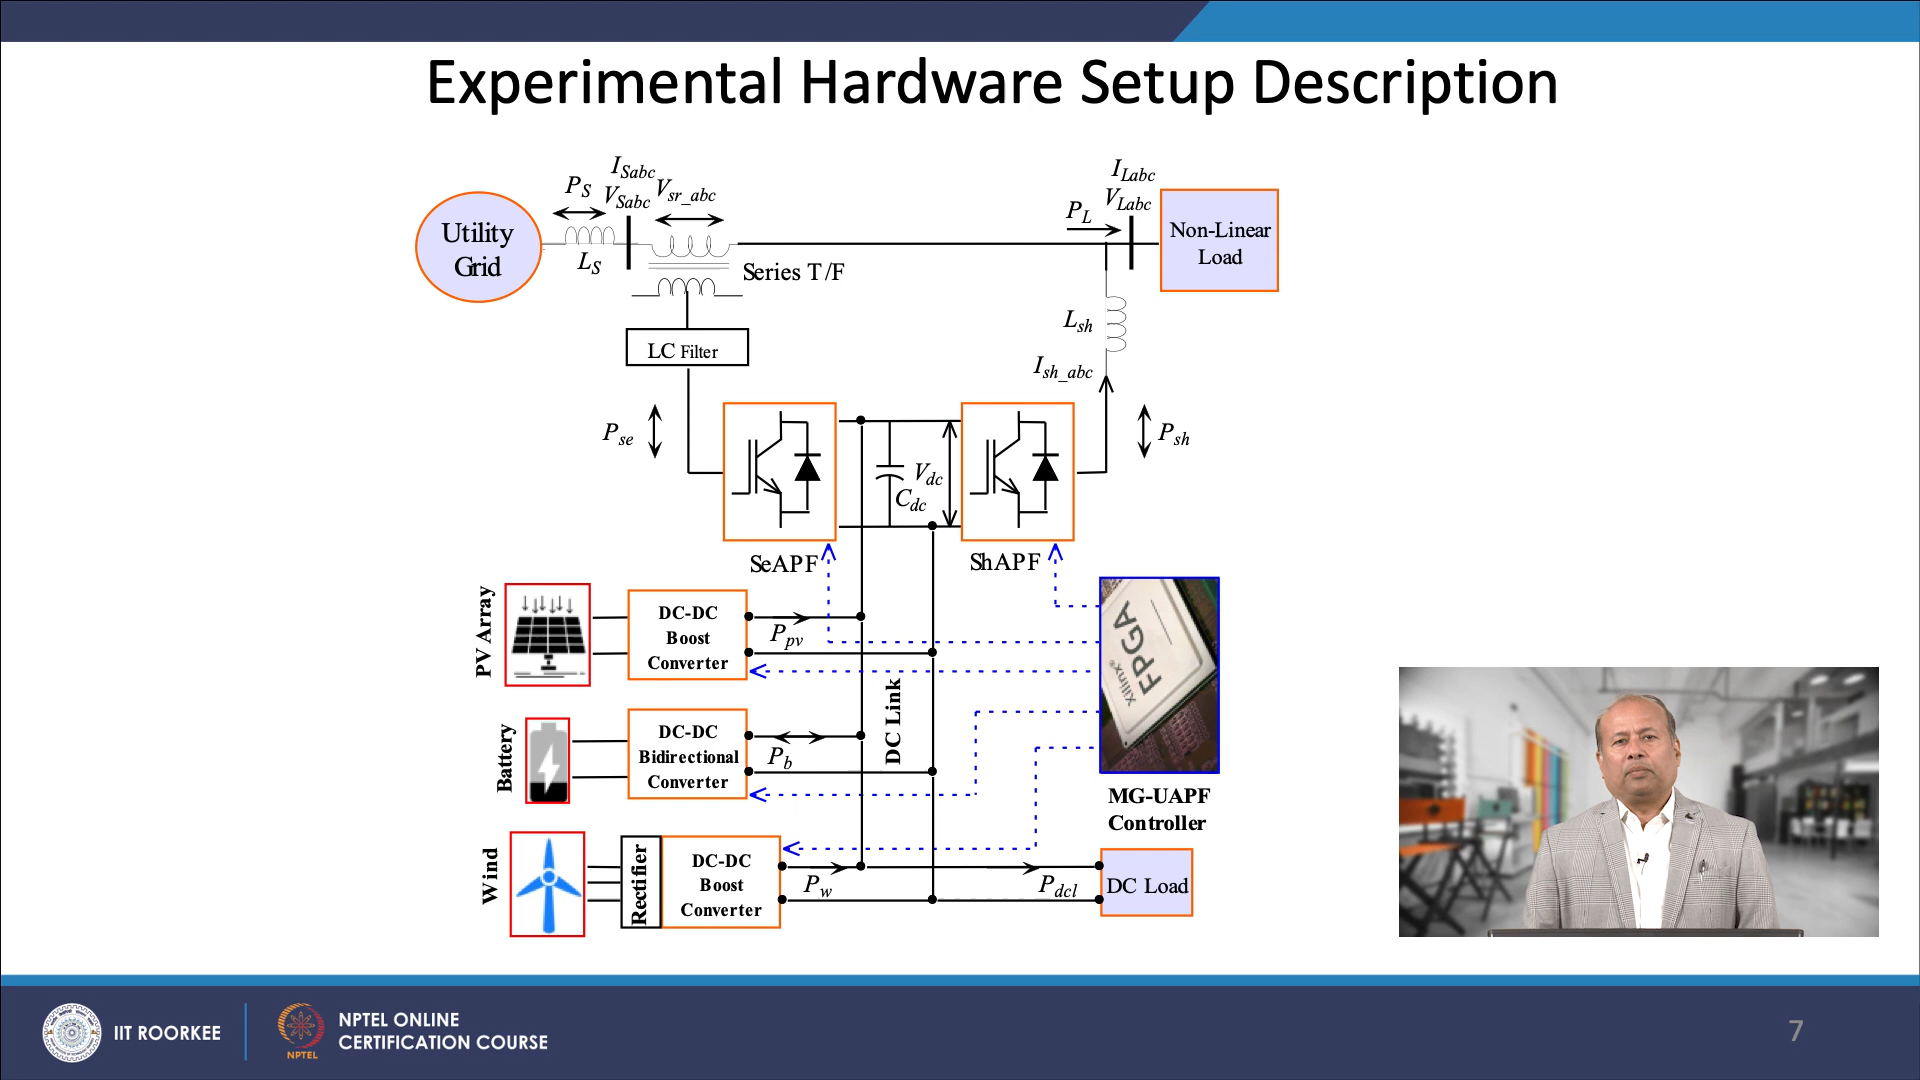 Experimental Hardware Setup Description
I_Sabc
V_Sabc
P_S
V_sr_abc
I_Labc
V_Labc
P_L
Utility
Grid
L_S
Series T/F
Non-Linear
Load
LC Filter
L_sh
I_sh_abc
P_se
V_dc
C_dc
P_sh
SeAPF
ShAPF
PV Array
DC-DC
Boost
Converter
P_pv
Xilinx®
FPGA
DC Link
Battery
DC-DC
Bidirectional
Converter
P_b
MG-UAPF
Controller
Wind
Rectifier
DC-DC
Boost
Converter
P_w
P_dcl
DC Load
IIT ROORKEE
NPTEL
NPTEL ONLINE
CERTIFICATION COURSE
7